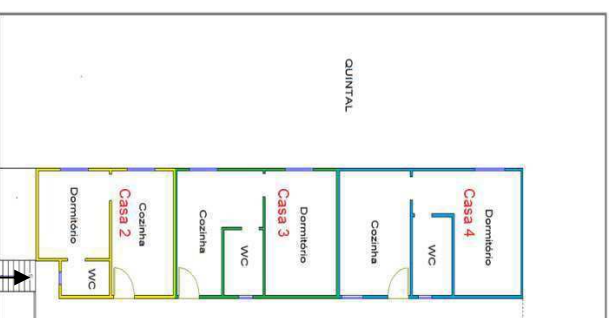 QUINTAL
Dormitório
Casa 2
Cozinha
WC
Cozinha
WC
Casa 3
Dormitório
Cozinha
WC
Casa 4
Dormitório